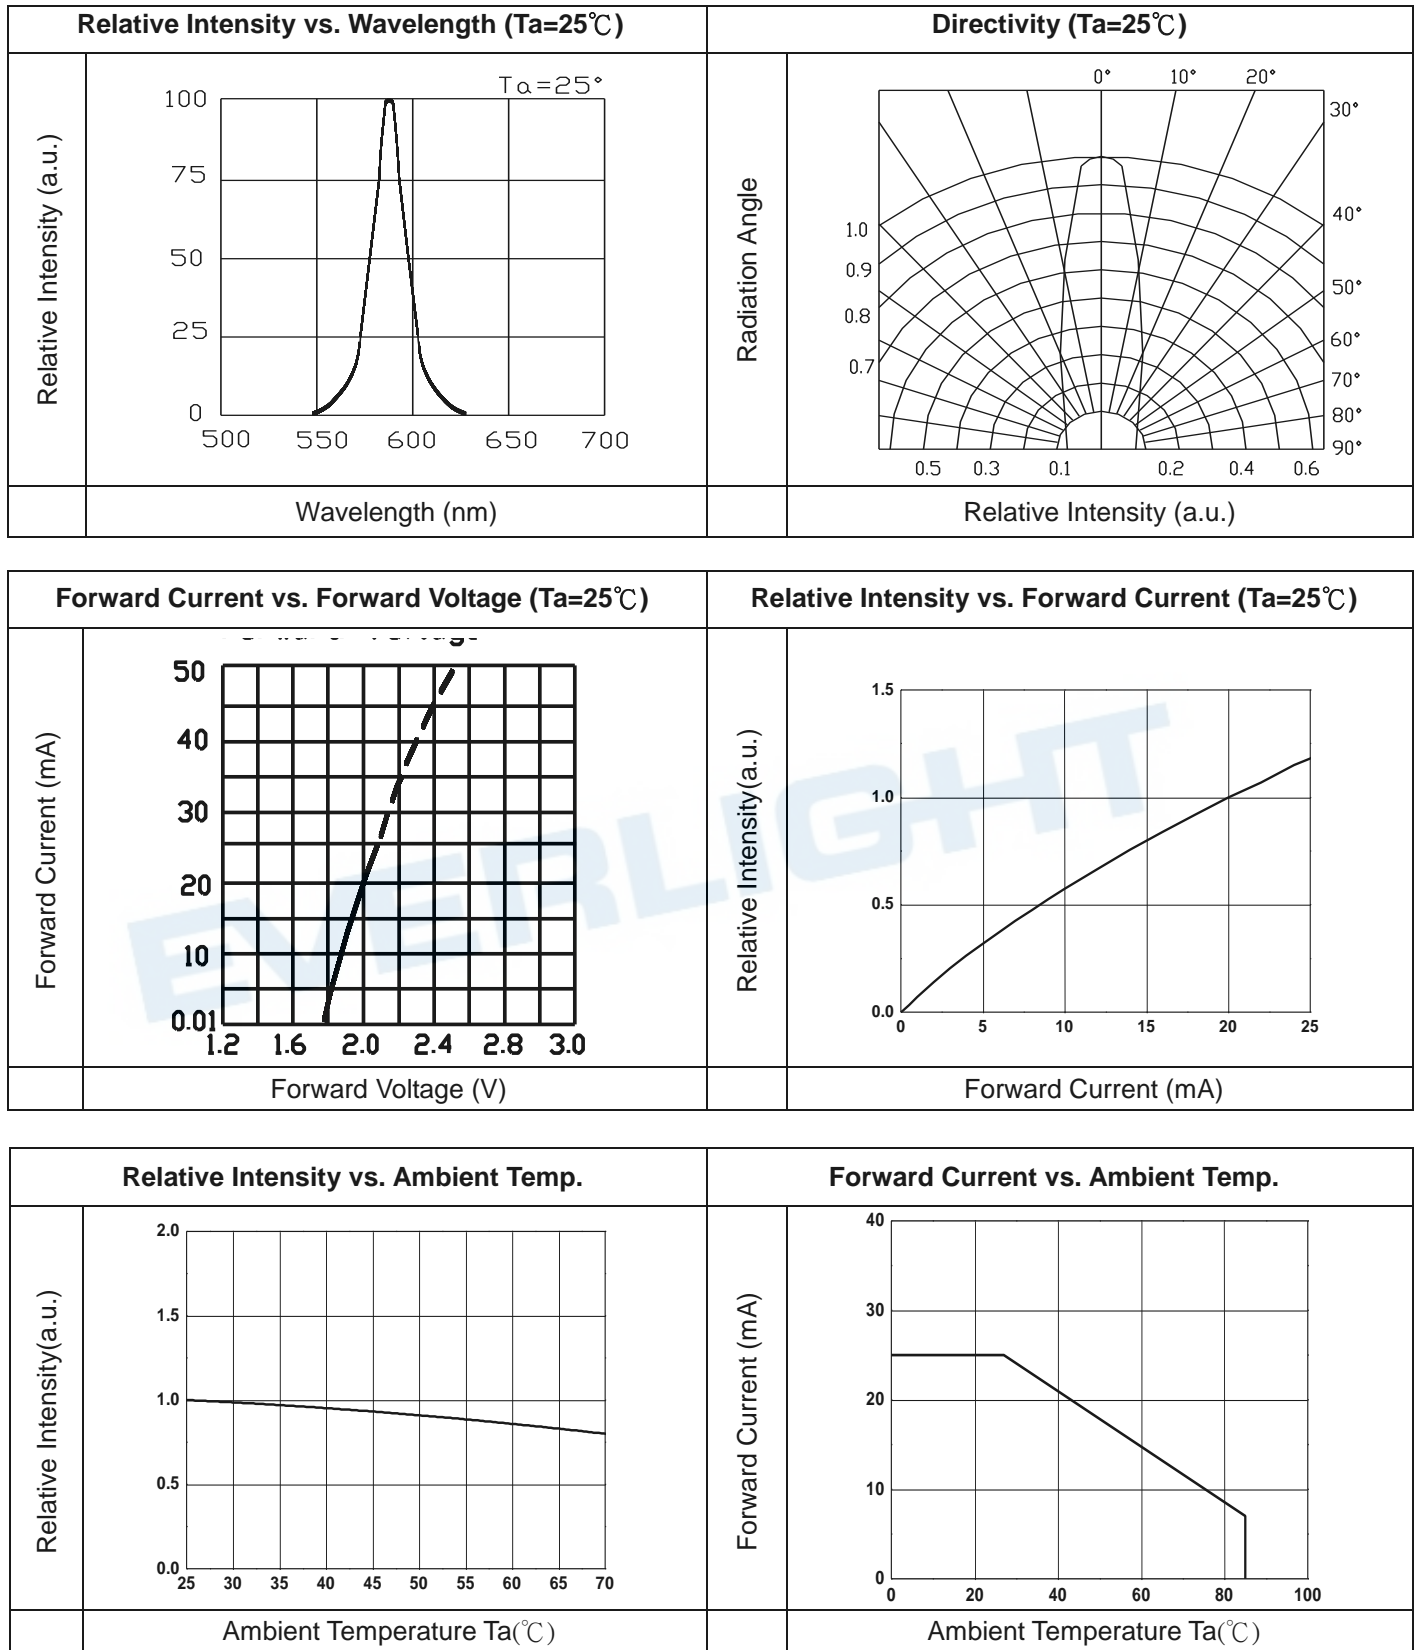 Relative Intensity vs. Wavelength (Ta=25℃)
Directivity (Ta=25℃)
Relative Intensity (a.u.)
Ta=25°
100
75
50
25
0
500 550 600 650 700
Wavelength (nm)
Radiation Angle
0° 10° 20°
30°
40°
50°
60°
70°
80°
90°
1.0
0.9
0.8
0.7
0.5 0.3 0.1 0.2 0.4 0.6
Relative Intensity (a.u.)
Forward Current vs. Forward Voltage (Ta=25℃)
Relative Intensity vs. Forward Current (Ta=25℃)
Forward Current (mA)
50
40
30
20
10
0.01
1.2 1.6 2.0 2.4 2.8 3.0
Forward Voltage (V)
Relative Intensity(a.u.)
1.5
1.0
0.5
0.0
0 5 10 15 20 25
Forward Current (mA)
EVERLIGHT
Relative Intensity vs. Ambient Temp.
Forward Current vs. Ambient Temp.
Relative Intensity(a.u.)
2.0
1.5
1.0
0.5
0.0
25 30 35 40 45 50 55 60 65 70
Ambient Temperature Ta(℃)
Forward Current (mA)
40
30
20
10
0
0 20 40 60 80 100
Ambient Temperature Ta(℃)